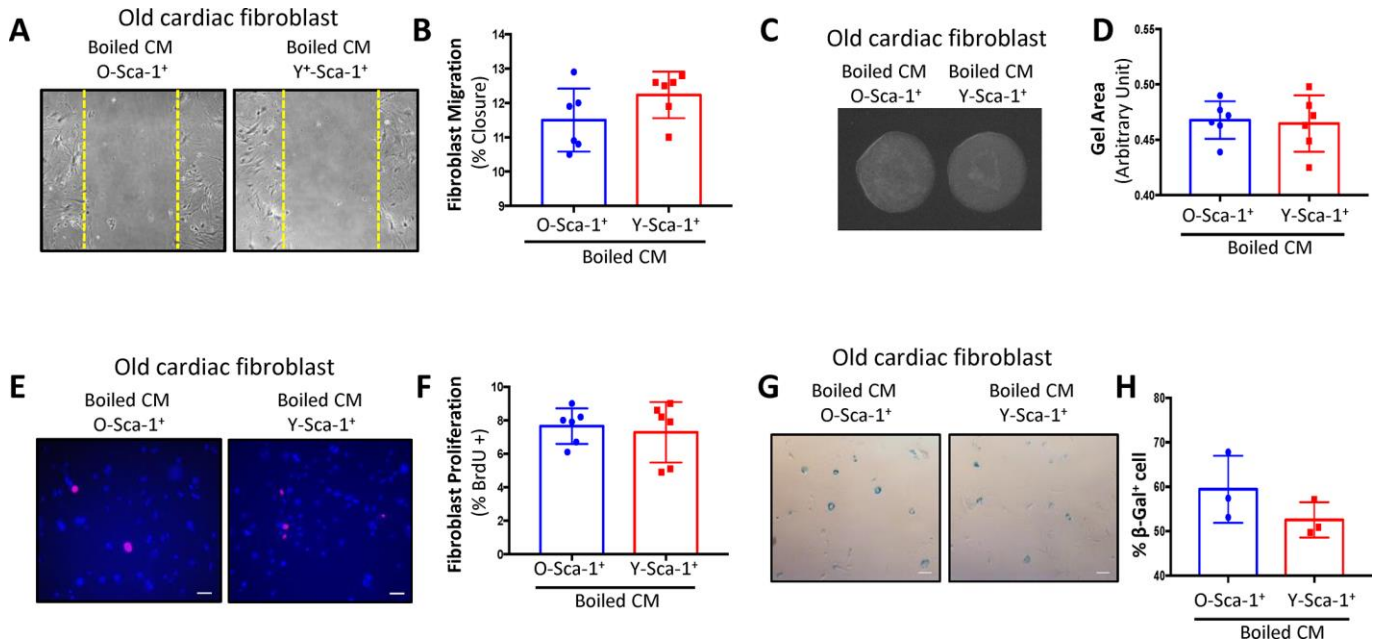 A
Old cardiac fibroblast
Boiled CM
O-Sca-1⁺
Boiled CM
Y⁺-Sca-1⁺
B
Fibroblast Migration
(% Closure)
13
12
11
10
9
O-Sca-1⁺ Y-Sca-1⁺
Boiled CM
C
Old cardiac fibroblast
Boiled CM
O-Sca-1⁺
Boiled CM
Y-Sca-1⁺
D
Gel Area
(Arbitrary Unit)
0.55
0.50
0.45
0.40
O-Sca-1⁺ Y-Sca-1⁺
Boiled CM
E
Old cardiac fibroblast
Boiled CM
O-Sca-1⁺
Boiled CM
Y-Sca-1⁺
F
Fibroblast Proliferation
(% BrdU +)
10
8
6
4
2
0
O-Sca-1⁺ Y-Sca-1⁺
Boiled CM
G
Old cardiac fibroblast
Boiled CM
O-Sca-1⁺
Boiled CM
Y-Sca-1⁺
H
% β-Gal⁺ cell
80
70
60
50
40
O-Sca-1⁺ Y-Sca-1⁺
Boiled CM